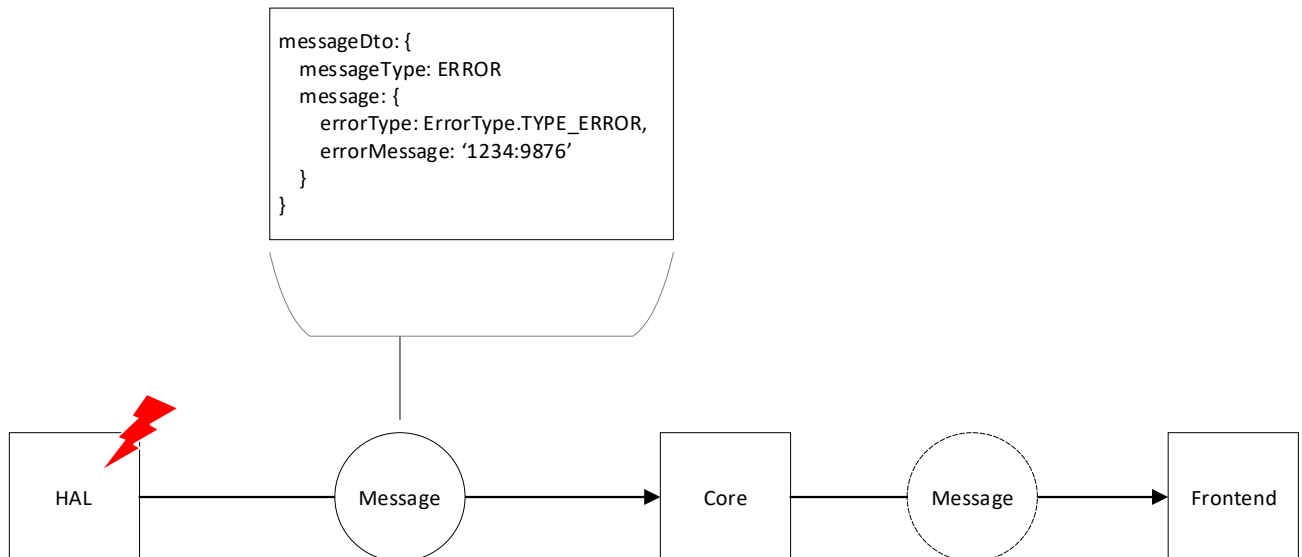 messageDto: {
messageType: ERROR
message: {
errorType: ErrorType.TYPE_ERROR,
errorMessage: ‘1234:9876’
}
}
HAL
Message
Core
Message
Frontend